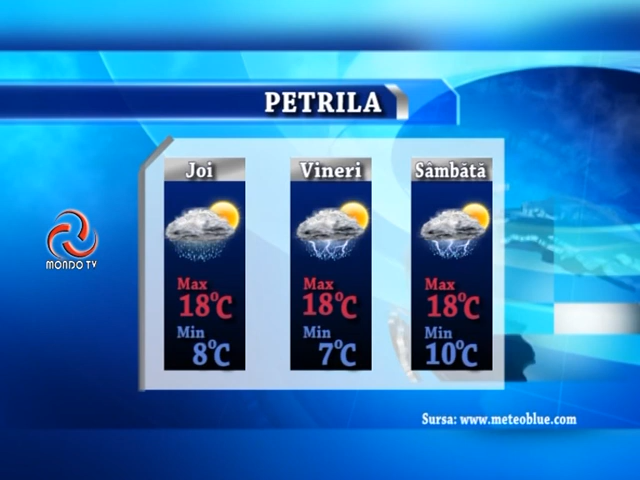 PETRILA
Joi
Max
18°C
Min
8°C
Vineri
Max
18°C
Min
7°C
Sâmbătă
Max
18°C
Min
10°C
MONDO TV
Sursa: www.meteoblue.com